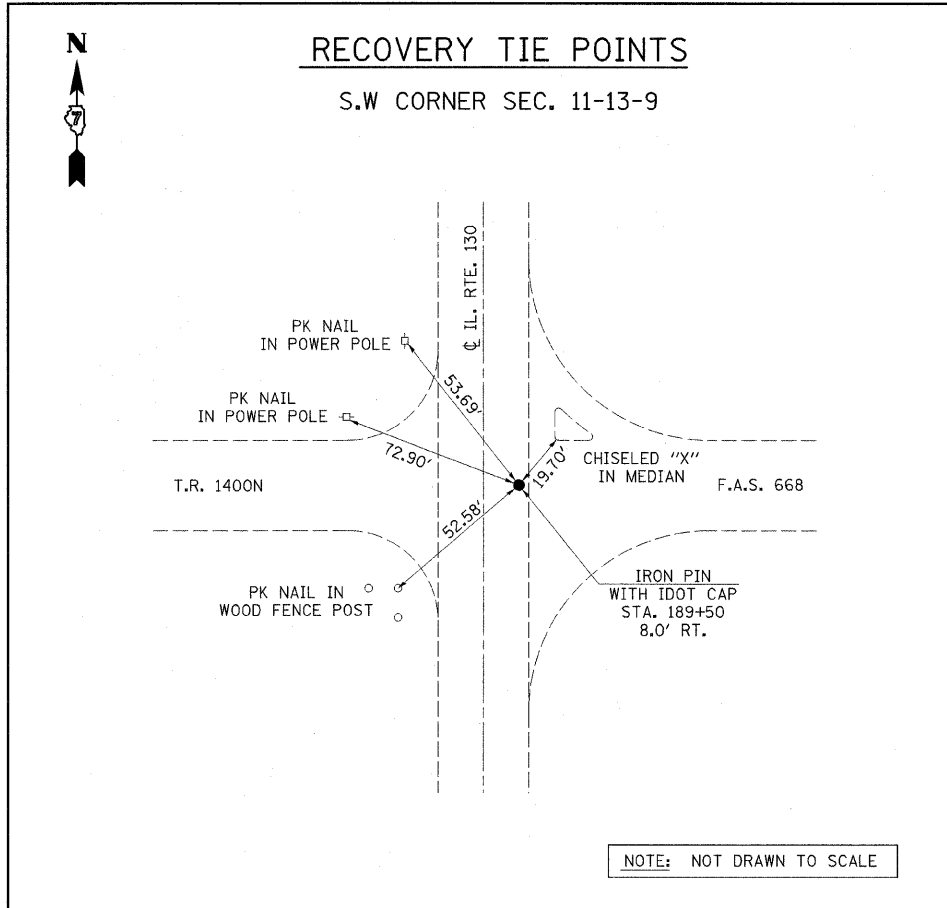 N
7
RECOVERY TIE POINTS
S.W CORNER SEC. 11-13-9
℄ IL. RTE. 130
PK NAIL
IN POWER POLE
53.69'
PK NAIL
IN POWER POLE
72.90'
19.70'
CHISELED "X"
IN MEDIAN
T.R. 1400N
F.A.S. 668
52.58'
PK NAIL IN
WOOD FENCE POST
IRON PIN
WITH IDOT CAP
STA. 189+50
8.0' RT.
NOTE: NOT DRAWN TO SCALE